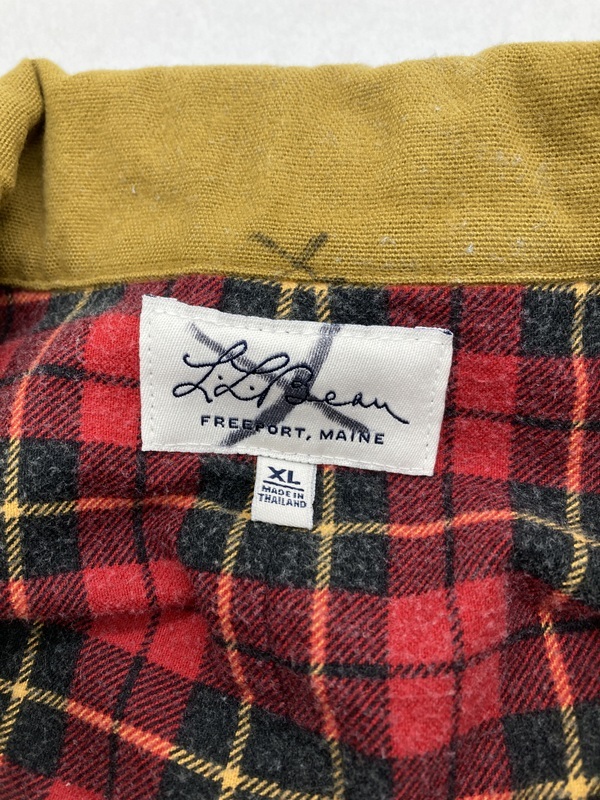 L.L.Bean
FREEPORT, MAINE
XL
MADE IN
THAILAND